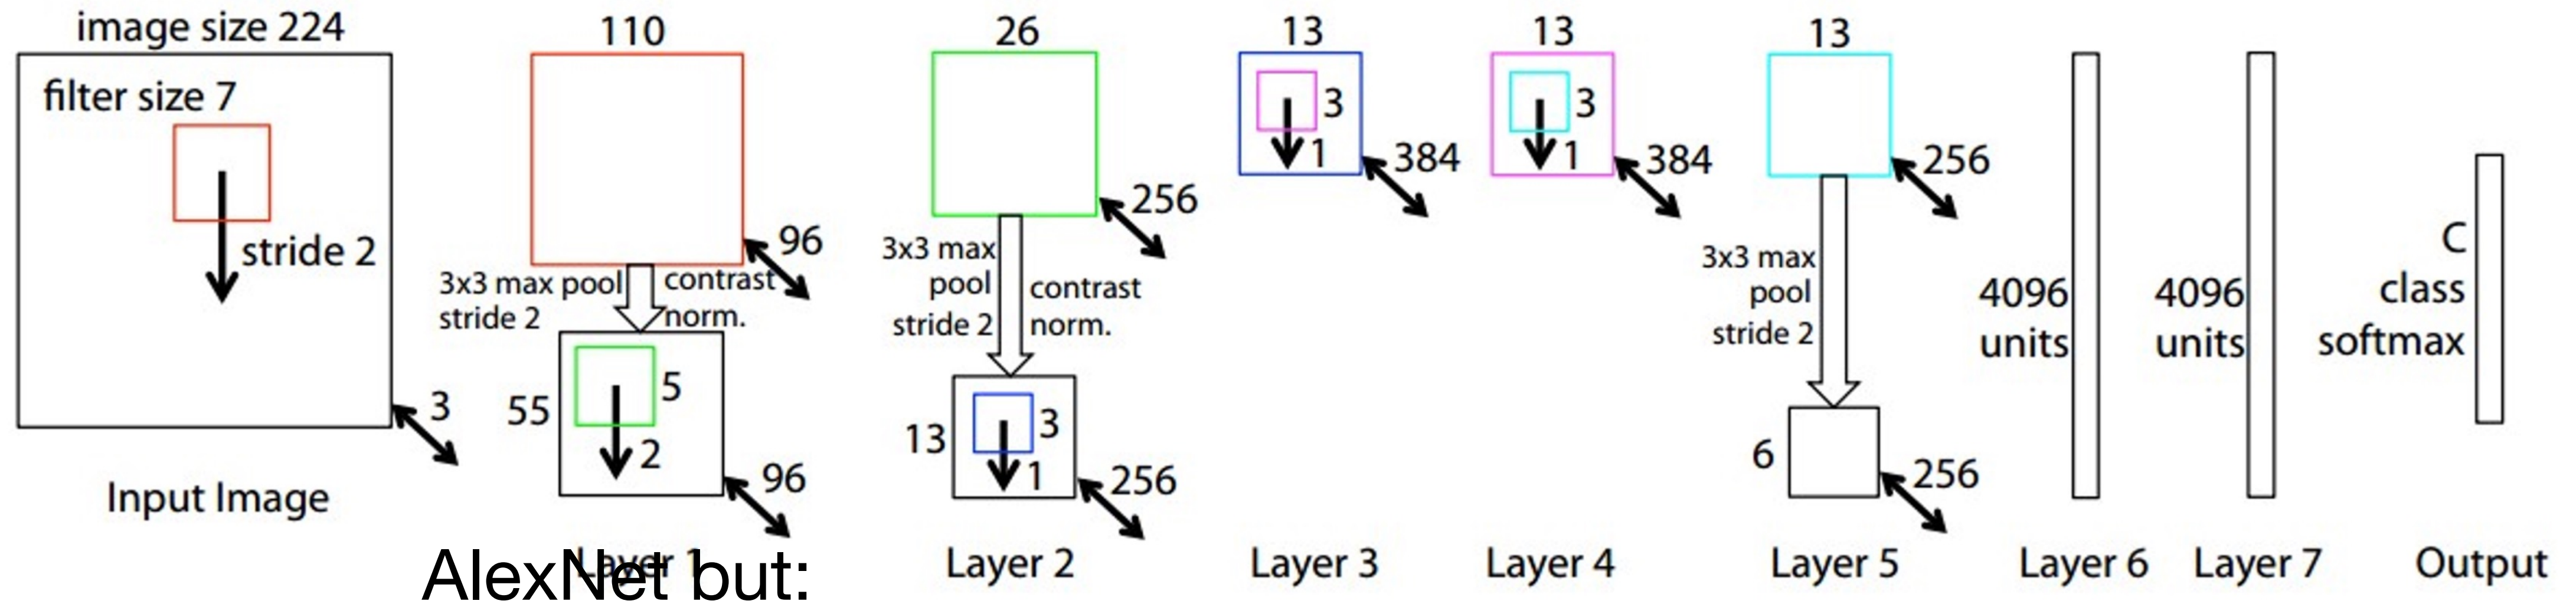 image size 224
filter size 7
stride 2
3
Input Image
110
96
3x3 max pool
stride 2
contrast
norm.
55
5
2
96
Layer 1
26
256
3x3 max
pool
stride 2
contrast
norm.
13
3
1
256
Layer 2
13
3
1
384
Layer 3
13
3
1
384
Layer 4
13
256
3x3 max
pool
stride 2
6
256
Layer 5
4096
units
Layer 6
4096
units
Layer 7
C
class
softmax
Output
AlexNet but: